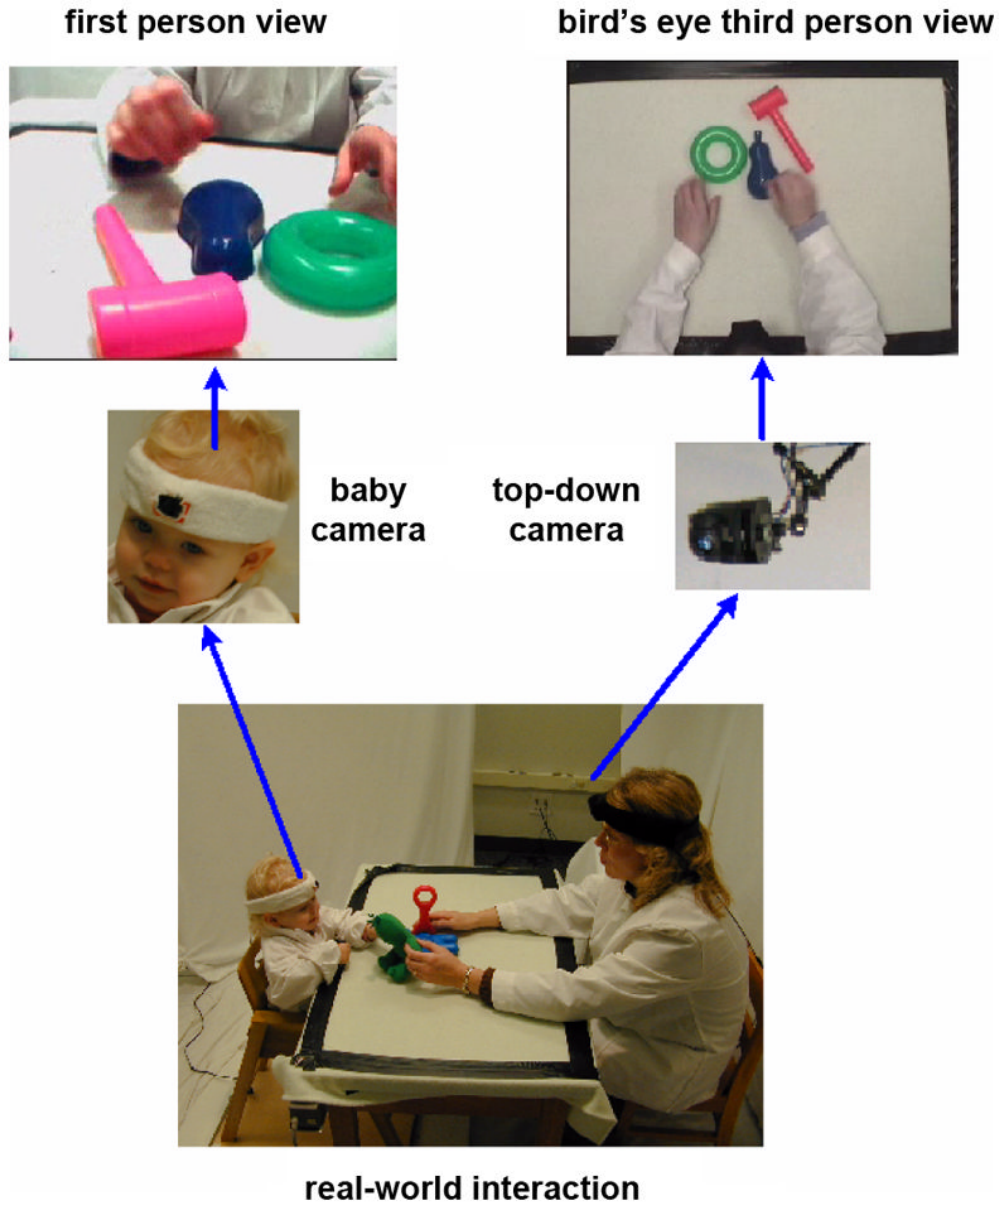 first person view
bird's eye third person view
baby
camera
top-down
camera
real-world interaction